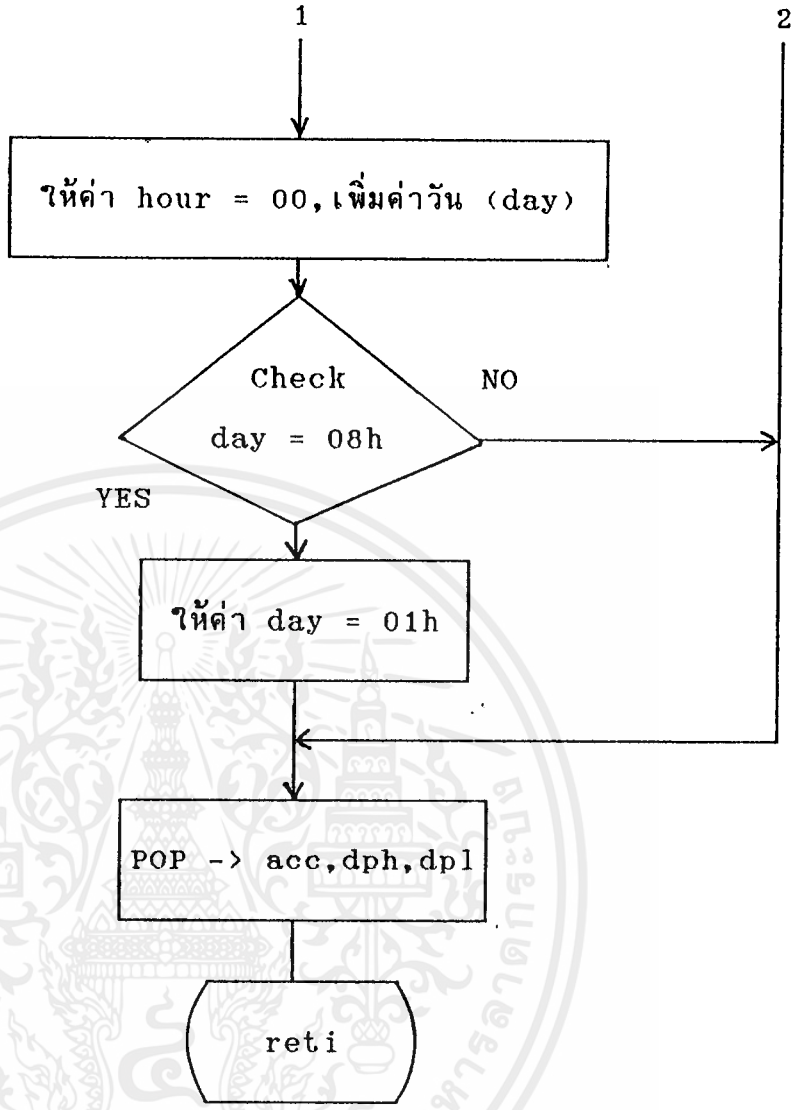 1 2
ให้ค่า hour = 00,เพิ่มค่าวัน (day)
Check
day = 08h
NO
YES
ให้ค่า day = 01h
POP -> acc,dph,dpl
reti